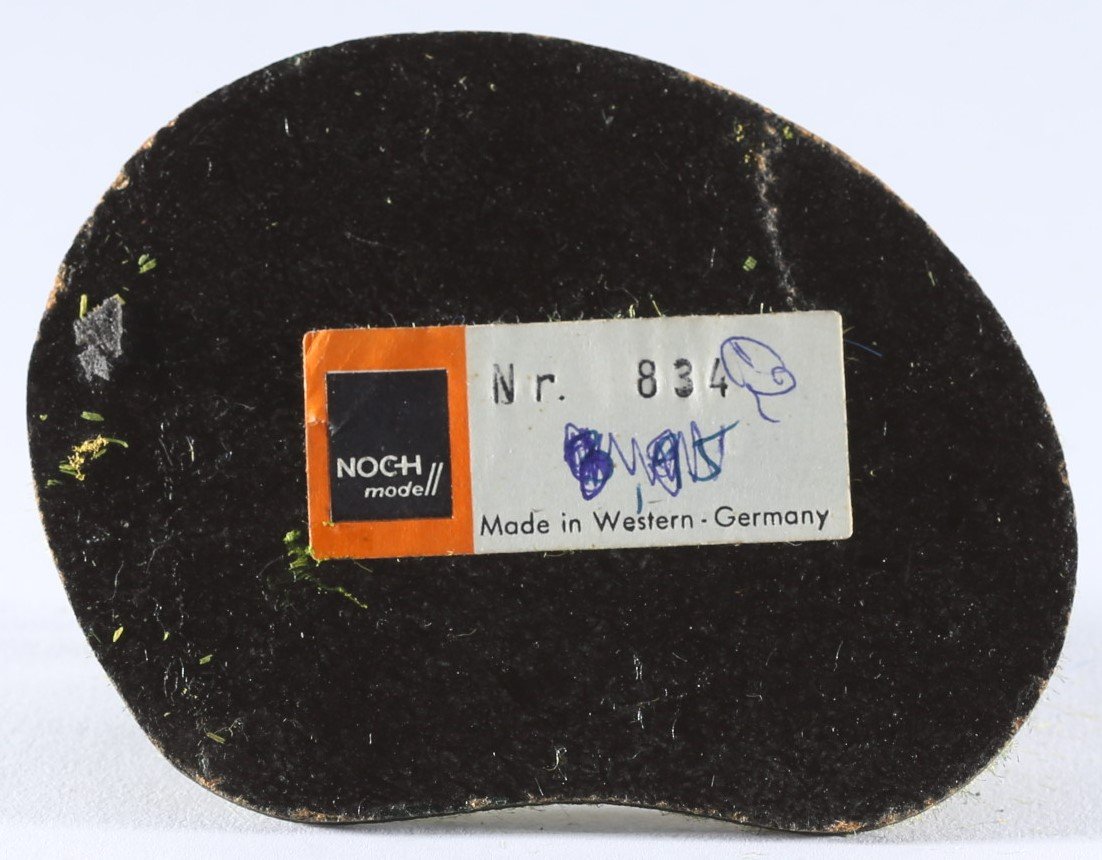 NOCH
modell
Nr. 834
Made in Western - Germany